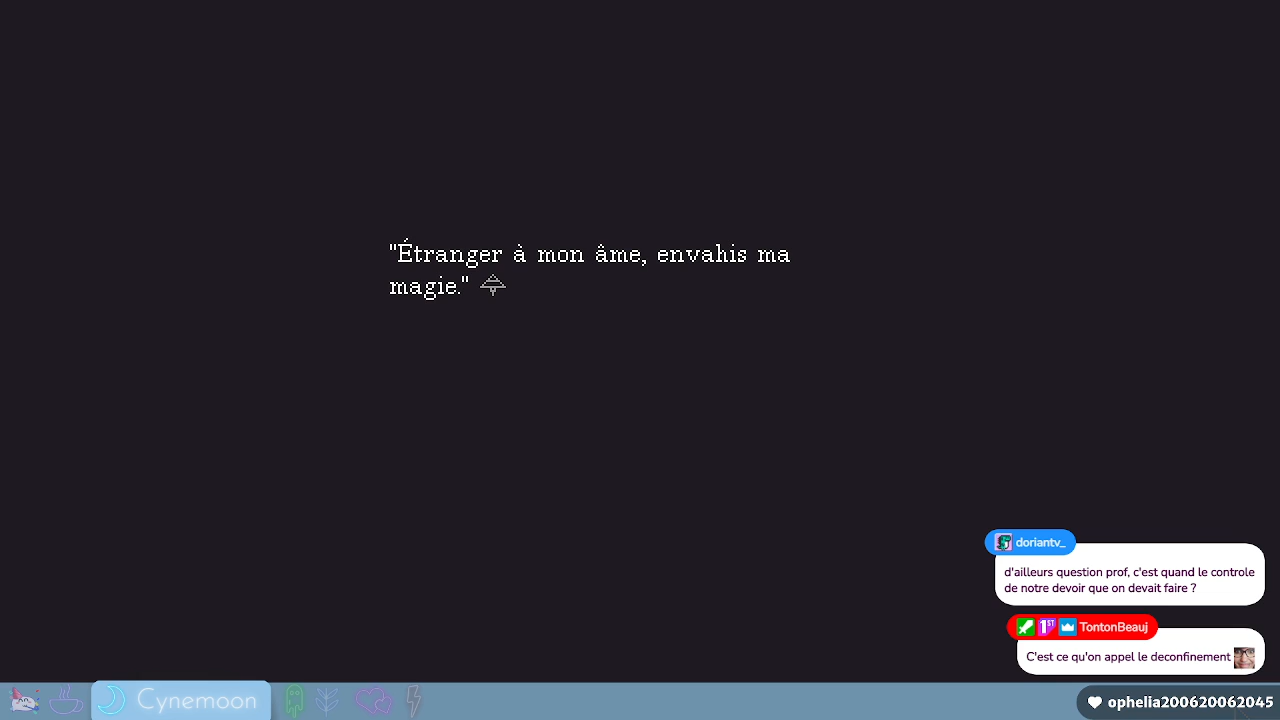 "Étranger à mon âme, envahis ma
magie."
doriantv_
d'ailleurs question prof, c'est quand le controle
de notre devoir que on devait faire ?
1ST TontonBeauj
C'est ce qu'on appel le deconfinement
Cynemoon
ophelia200620062045